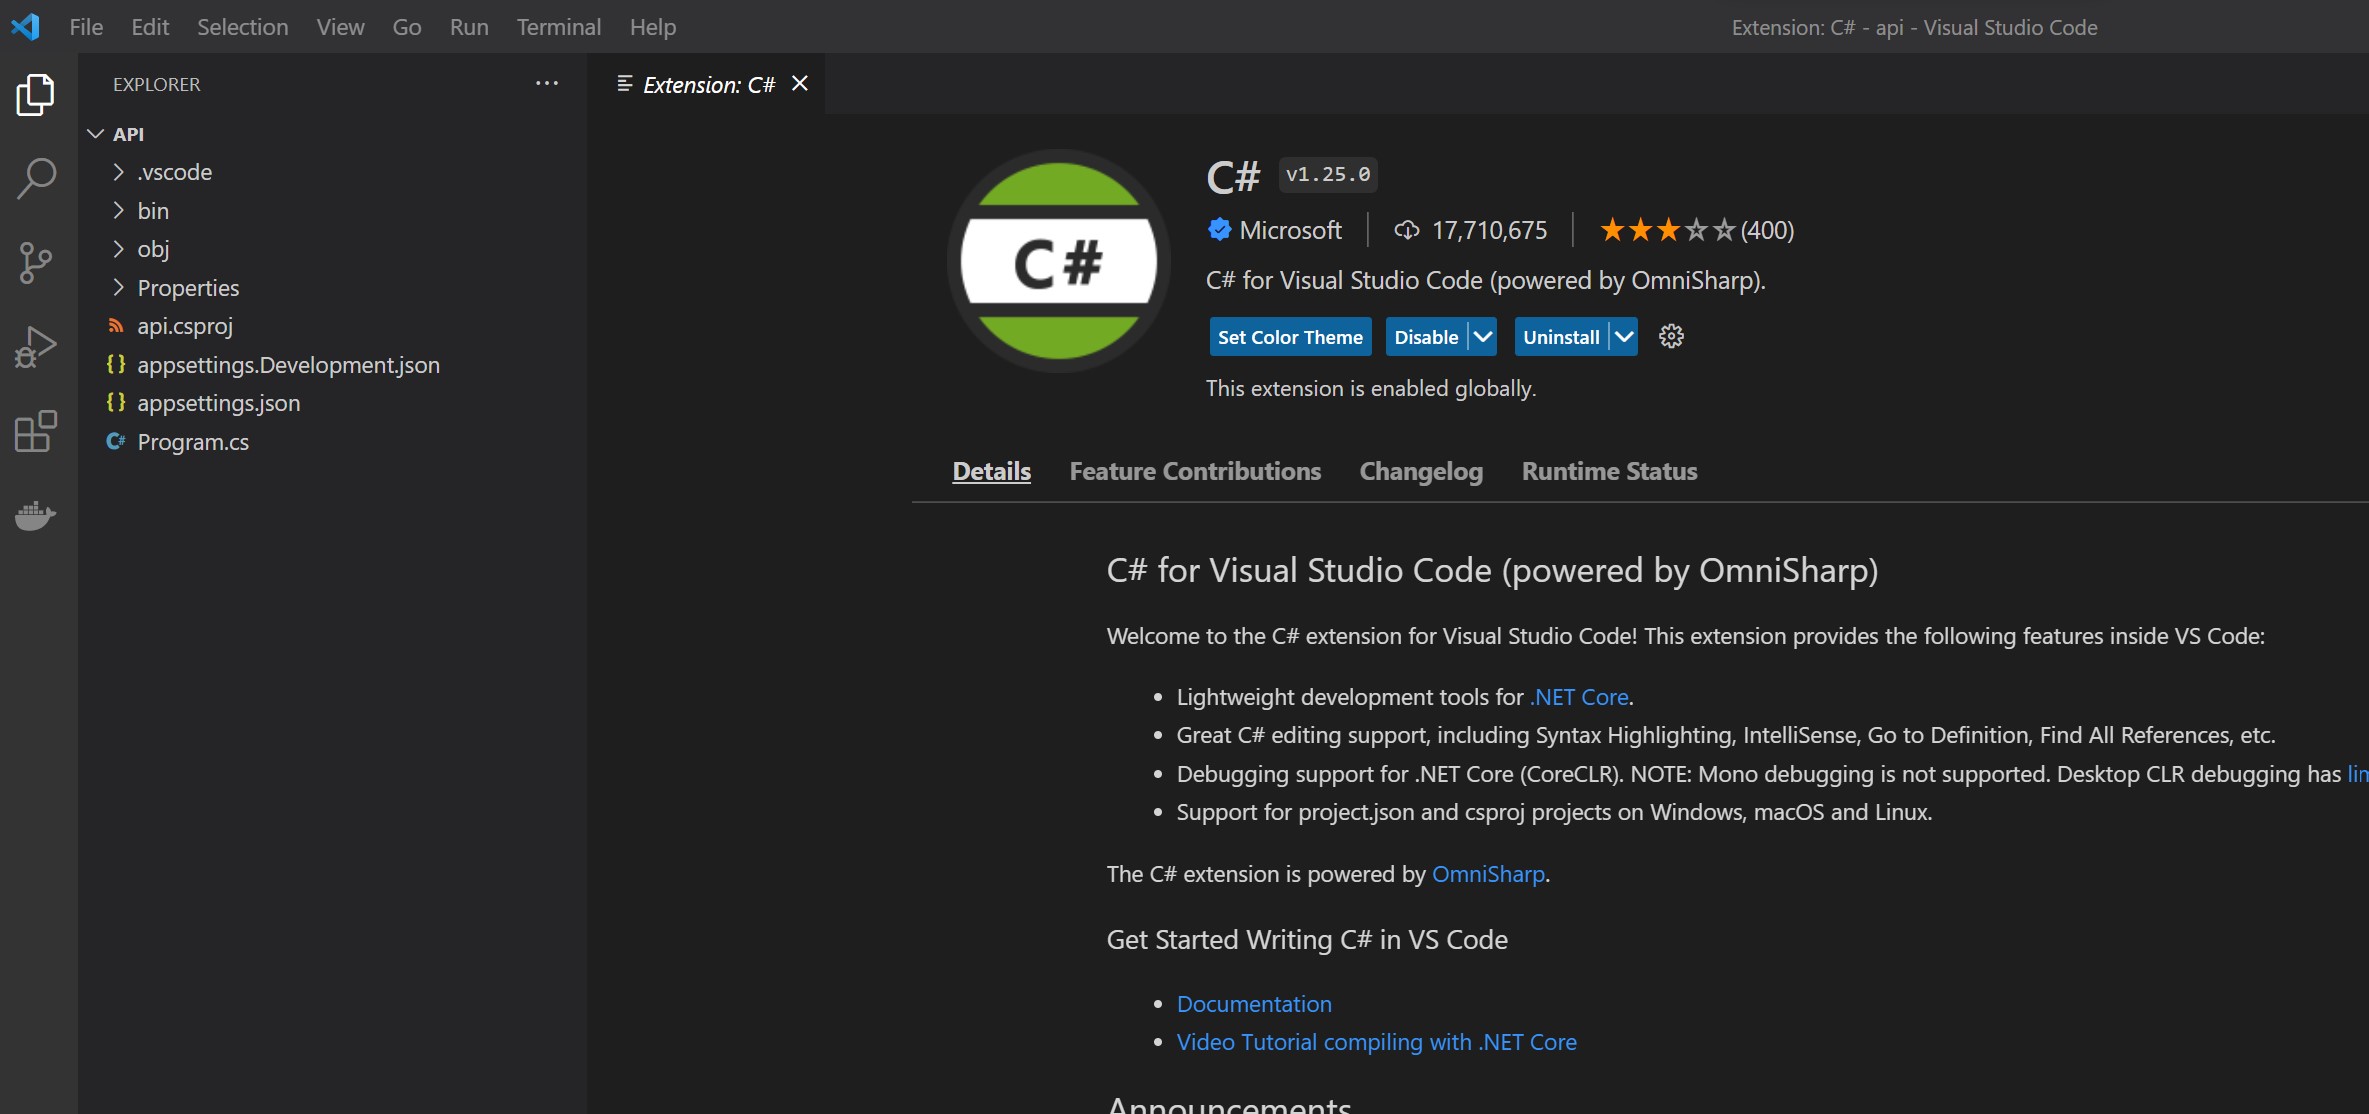 File Edit Selection View Go Run Terminal Help
Extension: C# - api - Visual Studio Code
EXPLORER
API
.vscode
bin
obj
Properties
api.csproj
{} appsettings.Development.json
{} appsettings.json
C# Program.cs
Extension: C#
C#
C# v1.25.0
Microsoft 17,710,675 (400)
C# for Visual Studio Code (powered by OmniSharp).
Set Color Theme Disable Uninstall
This extension is enabled globally.
Details Feature Contributions Changelog Runtime Status
C# for Visual Studio Code (powered by OmniSharp)
Welcome to the C# extension for Visual Studio Code! This extension provides the following features inside VS Code:
• Lightweight development tools for .NET Core.
• Great C# editing support, including Syntax Highlighting, IntelliSense, Go to Definition, Find All References, etc.
• Debugging support for .NET Core (CoreCLR). NOTE: Mono debugging is not supported. Desktop CLR debugging has
• Support for project.json and csproj projects on Windows, macOS and Linux.
The C# extension is powered by OmniSharp.
Get Started Writing C# in VS Code
• Documentation
• Video Tutorial compiling with .NET Core
Announcements